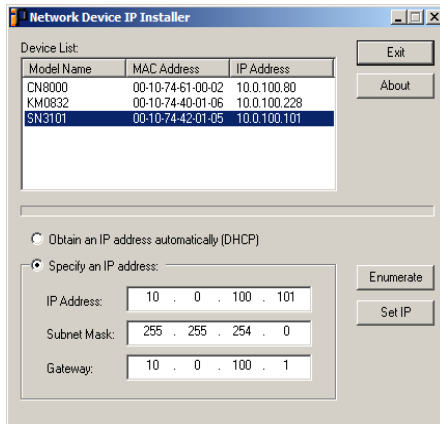 Network Device IP Installer
Device List:
Exit
Model Name MAC Address IP Address
CN8000 00-10-74-61-00-02 10.0.100.80
About
KM0832 00-10-74-40-01-06 10.0.100.228
SN3101 00-10-74-42-01-05 10.0.100.101
Obtain an IP address automatically (DHCP)
Specify an IP address:
Enumerate
IP Address: 10 . 0 . 100 . 101
Set IP
Subnet Mask: 255 . 255 . 254 . 0
Gateway: 10 . 0 . 100 . 1